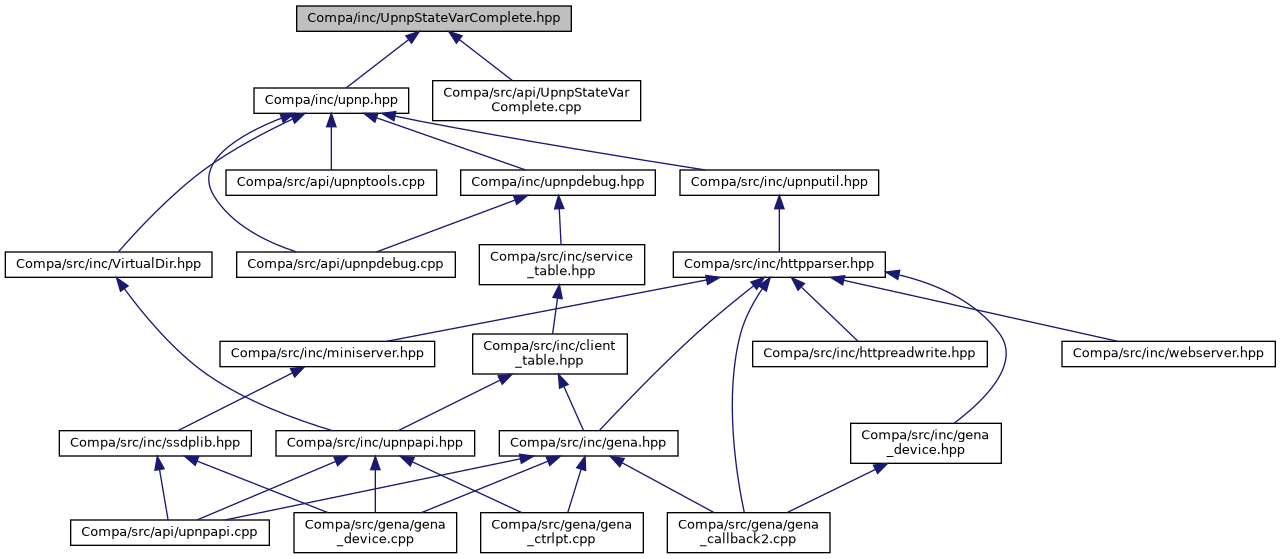 Compa/inc/UpnpStateVarComplete.hpp
Compa/inc/upnp.hpp
Compa/src/api/UpnpStateVar
Complete.cpp
Compa/src/api/upnptools.cpp
Compa/inc/upnpdebug.hpp
Compa/src/inc/upnputil.hpp
Compa/src/inc/VirtualDir.hpp
Compa/src/api/upnpdebug.cpp
Compa/src/inc/service
_table.hpp
Compa/src/inc/httpparser.hpp
Compa/src/inc/miniserver.hpp
Compa/src/inc/client
_table.hpp
Compa/src/inc/httpreadwrite.hpp
Compa/src/inc/webserver.hpp
Compa/src/inc/ssdplib.hpp
Compa/src/inc/upnpapi.hpp
Compa/src/inc/gena.hpp
Compa/src/inc/gena
_device.hpp
Compa/src/api/upnpapi.cpp
Compa/src/gena/gena
_device.cpp
Compa/src/gena/gena
_ctrlpt.cpp
Compa/src/gena/gena
_callback2.cpp